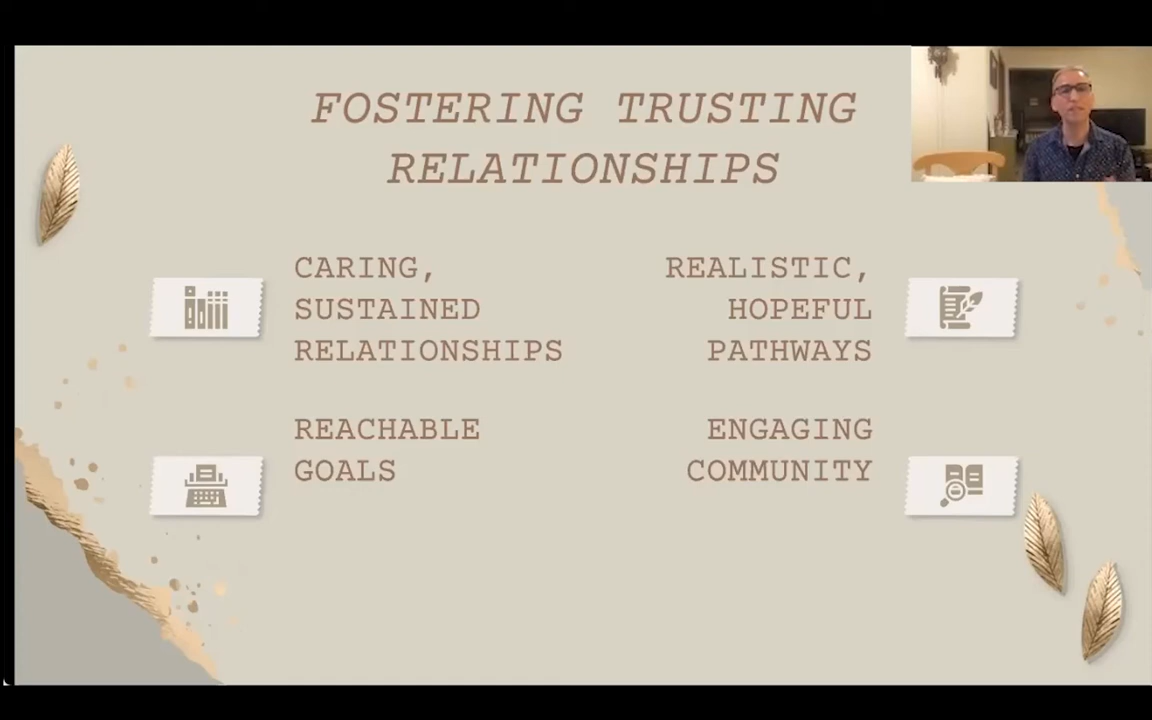 FOSTERING TRUSTING
RELATIONSHIPS
CARING,
SUSTAINED
RELATIONSHIPS
REALISTIC,
HOPEFUL
PATHWAYS
REACHABLE
GOALS
ENGAGING
COMMUNITY